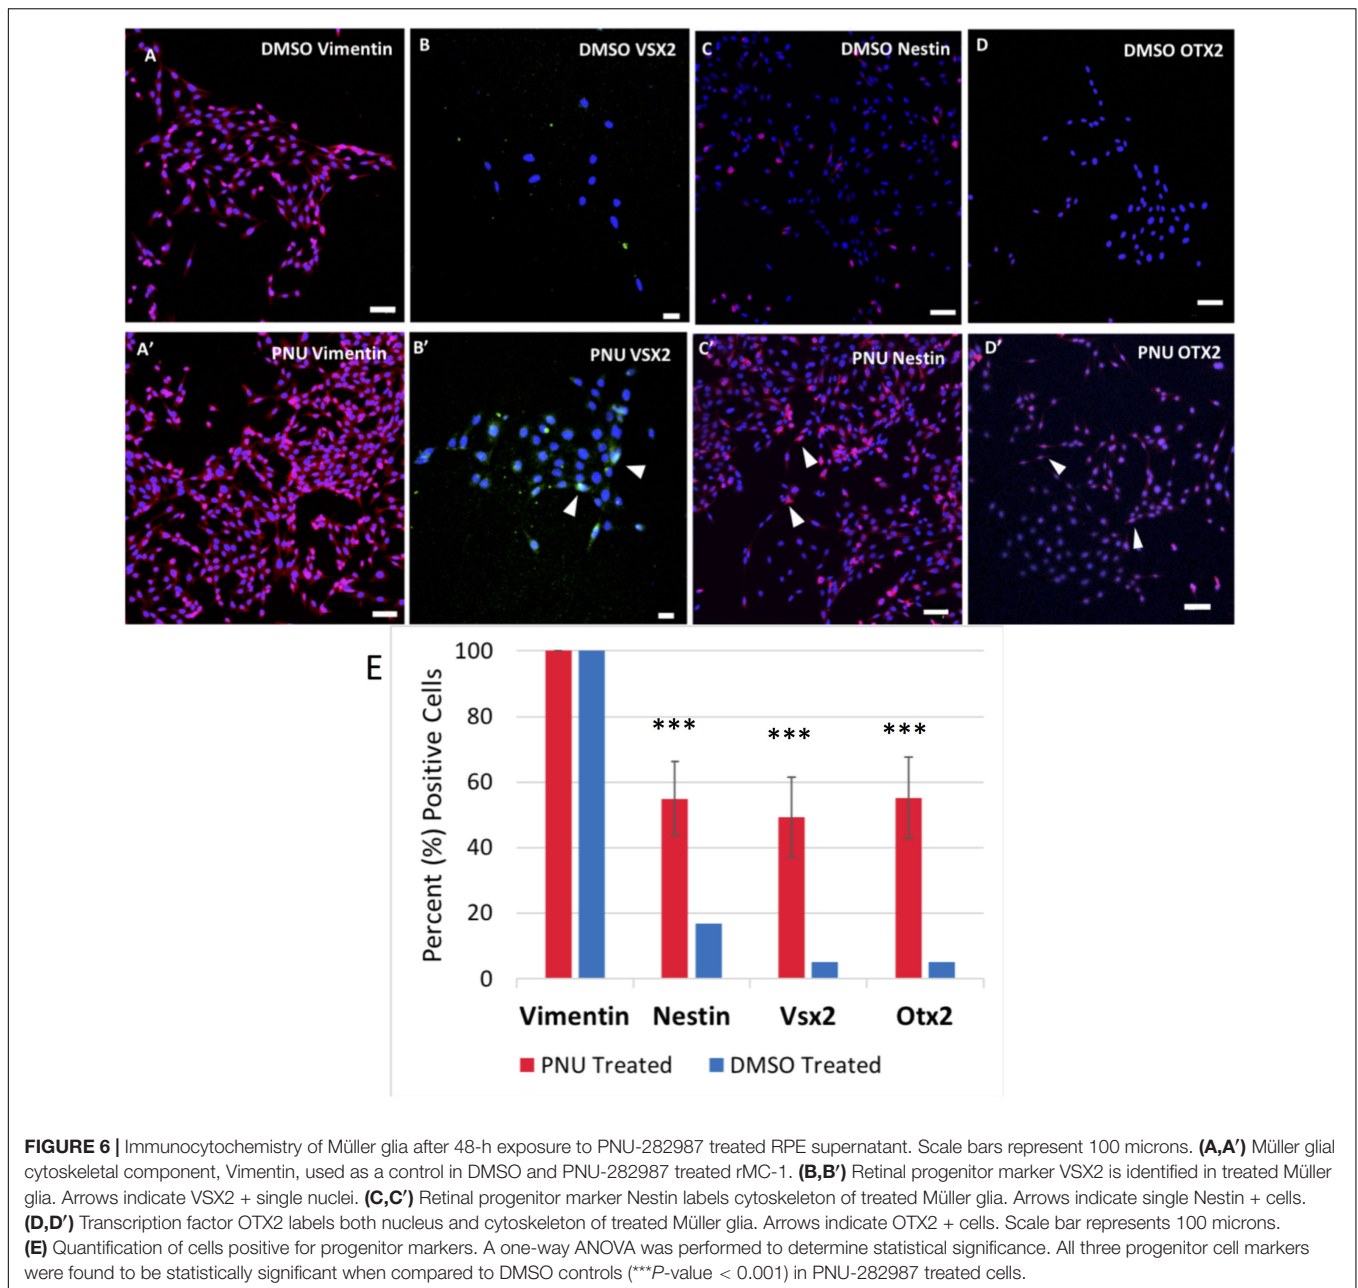 A DMSO Vimentin
B DMSO VSX2
C DMSO Nestin
D DMSO OTX2
A′ PNU Vimentin
B′ PNU VSX2
C′ PNU Nestin
D′ PNU OTX2
E
Percent (%) Positive Cells
100
80
60
40
20
0
***
***
***
Vimentin Nestin Vsx2 Otx2
PNU Treated DMSO Treated
FIGURE 6 | Immunocytochemistry of Müller glia after 48-h exposure to PNU-282987 treated RPE supernatant. Scale bars represent 100 microns. (A,A′) Müller glial
cytoskeletal component, Vimentin, used as a control in DMSO and PNU-282987 treated rMC-1. (B,B′) Retinal progenitor marker VSX2 is identified in treated Müller
glia. Arrows indicate VSX2 + single nuclei. (C,C′) Retinal progenitor marker Nestin labels cytoskeleton of treated Müller glia. Arrows indicate single Nestin + cells.
(D,D′) Transcription factor OTX2 labels both nucleus and cytoskeleton of treated Müller glia. Arrows indicate OTX2 + cells. Scale bar represents 100 microns.
(E) Quantification of cells positive for progenitor markers. A one-way ANOVA was performed to determine statistical significance. All three progenitor cell markers
were found to be statistically significant when compared to DMSO controls (***P-value < 0.001) in PNU-282987 treated cells.